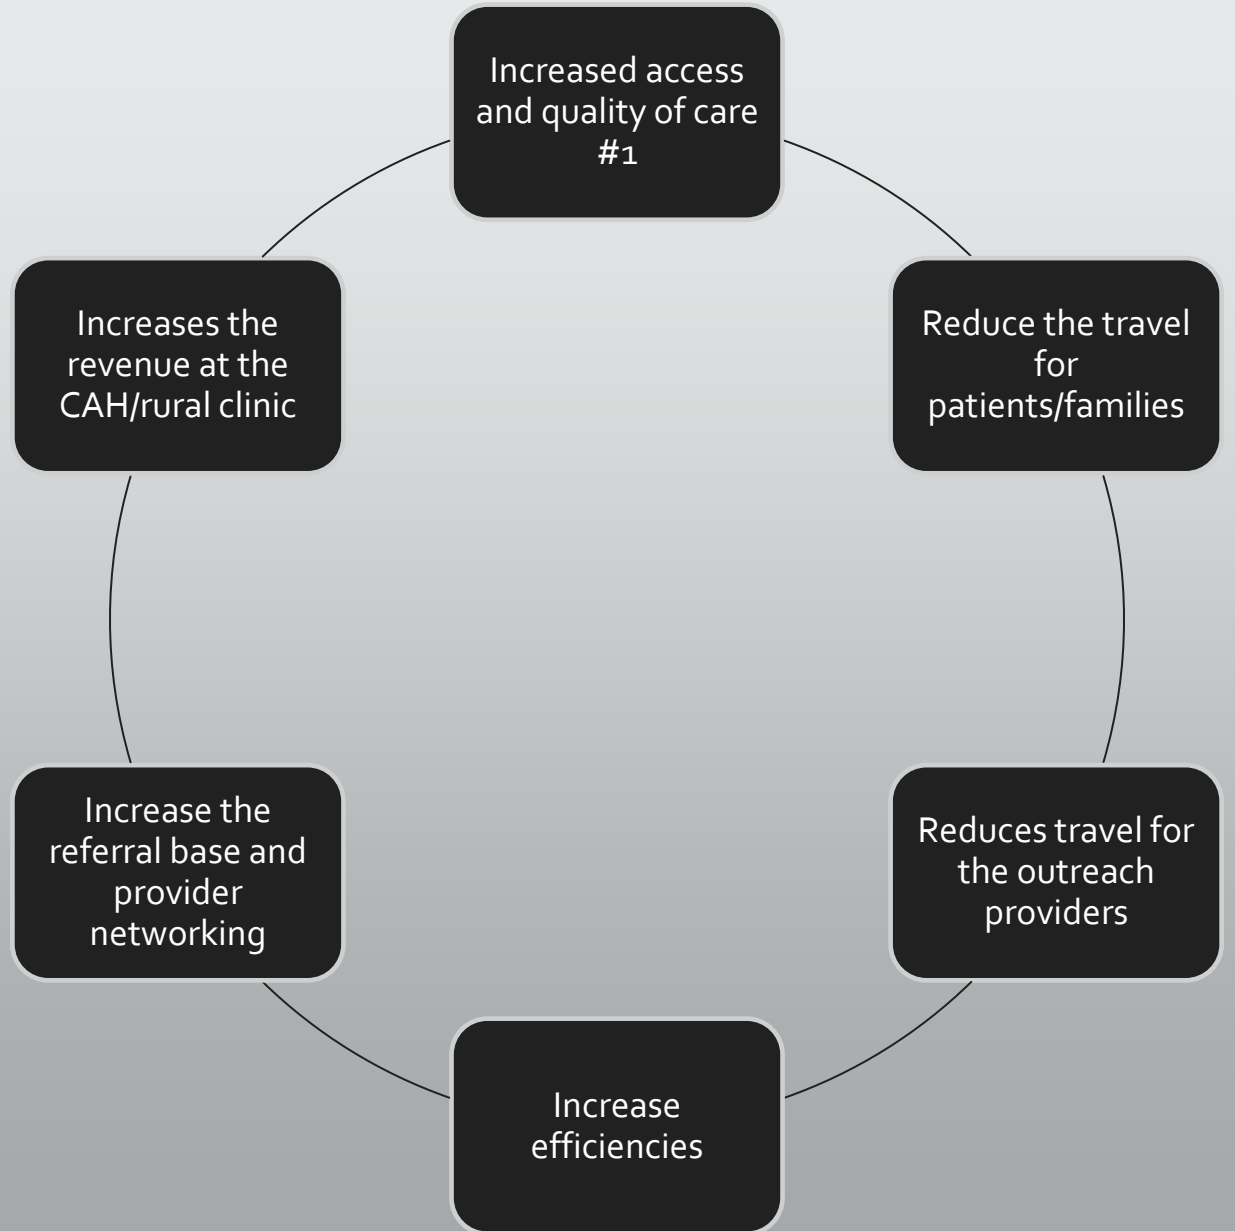 Increased access
and quality of care
#1
Increases the
revenue at the
CAH/rural clinic
Reduce the travel
for
patients/families
Increase the
referral base and
provider
networking
Reduces travel for
the outreach
providers
Increase
efficiencies